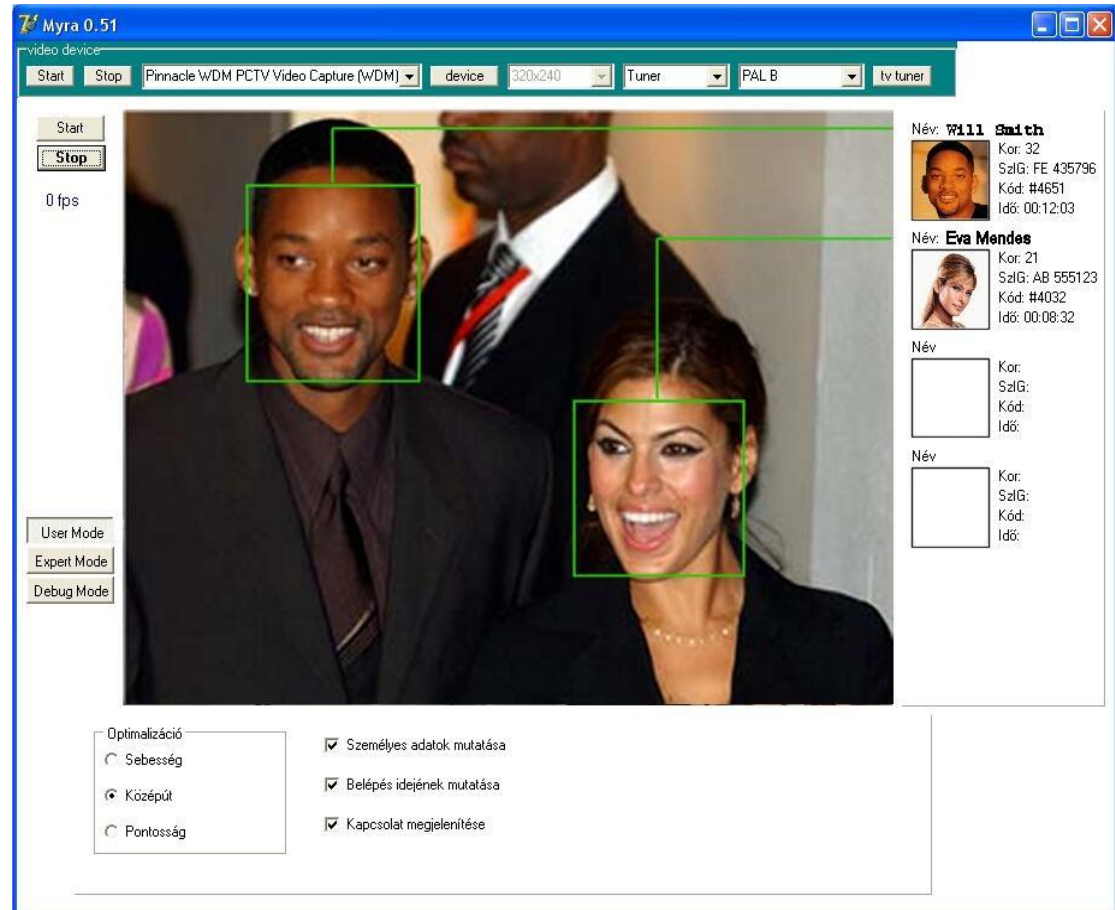 Myra 0.51
video device
Start Stop Pinnacle WDM PCTV Video Capture (WDM) device 320x240 Tuner PAL B tv tuner
Start
Stop
0 fps
User Mode
Expert Mode
Debug Mode
Név: Will Smith
Kor: 32
SzIG: FE 435796
Kód: #4651
Idő: 00:12:03
Név: Eva Mendes
Kor: 21
SzIG: AB 555123
Kód: #4032
Idő: 00:08:32
Név
Kor:
SzIG:
Kód:
Idő:
Név
Kor:
SzIG:
Kód:
Idő:
Optimalizáció
Sebesség
Középút
Pontosság
Személyes adatok mutatása
Belépés idejének mutatása
Kapcsolat megjelenítése